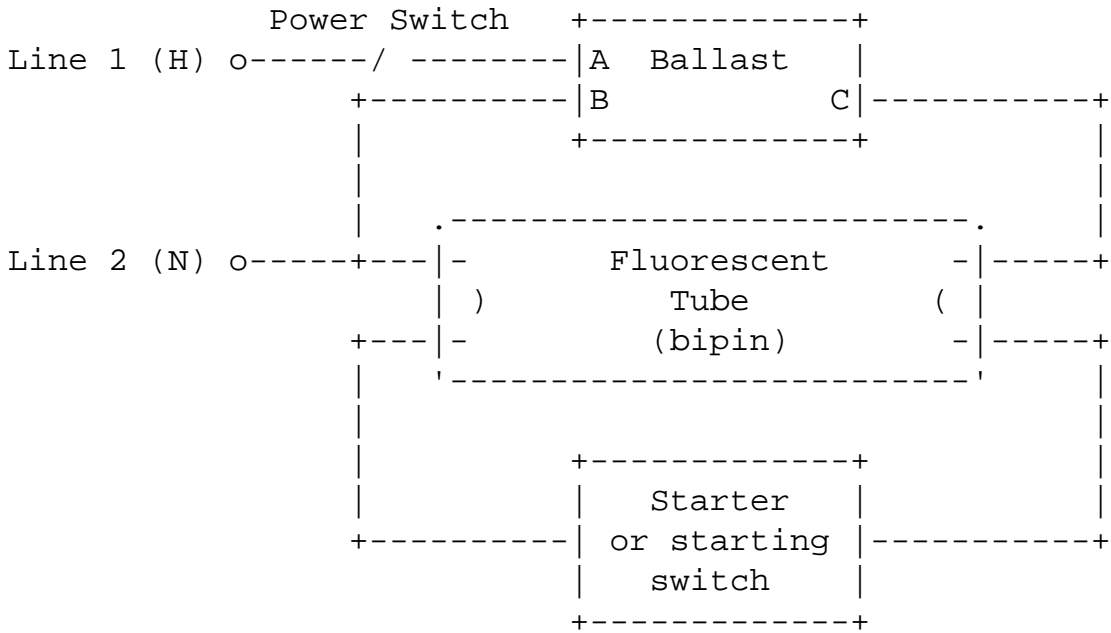 Power Switch
Line 1 (H) o------/ --------|A Ballast |
+----------|B C|-----------+
Line 2 (N) o-----+---|- Fluorescent -|-----+
| ) Tube ( |
+---|- (bipin) -|-----+
Starter
or starting
switch